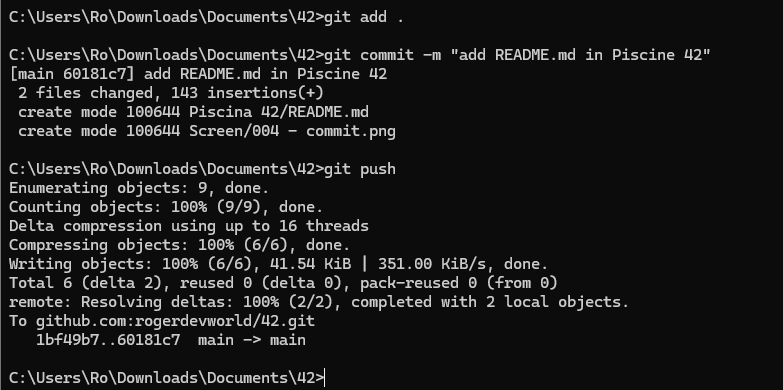 C:\Users\Ro\Downloads\Documents\42>git add .
C:\Users\Ro\Downloads\Documents\42>git commit -m "add README.md in Piscine 42"
[main 60181c7] add README.md in Piscine 42
 2 files changed, 143 insertions(+)
 create mode 100644 Piscina 42/README.md
 create mode 100644 Screen/004 - commit.png
C:\Users\Ro\Downloads\Documents\42>git push
Enumerating objects: 9, done.
Counting objects: 100% (9/9), done.
Delta compression using up to 16 threads
Compressing objects: 100% (6/6), done.
Writing objects: 100% (6/6), 41.54 KiB | 351.00 KiB/s, done.
Total 6 (delta 2), reused 0 (delta 0), pack-reused 0 (from 0)
remote: Resolving deltas: 100% (2/2), completed with 2 local objects.
To github.com:rogerdevworld/42.git
   1bf49b7..60181c7  main -> main
C:\Users\Ro\Downloads\Documents\42>